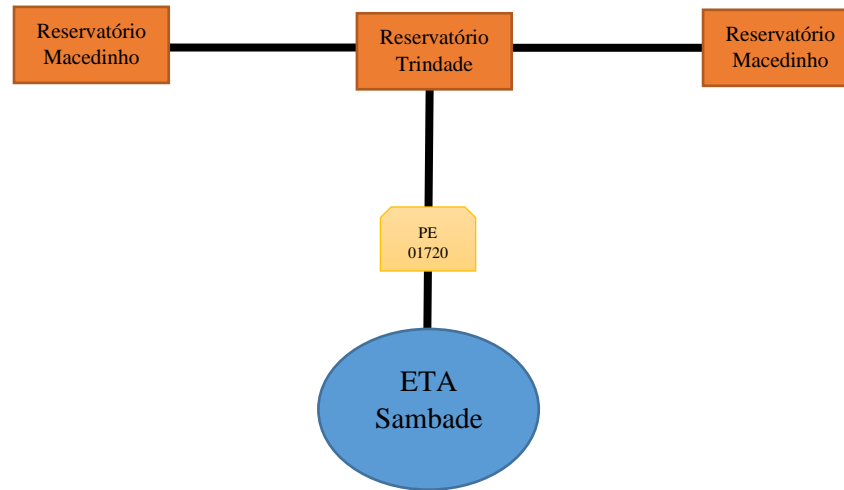 Reservatório
Macedinho
Reservatório
Trindade
Reservatório
Macedinho
PE
01720
ETA
Sambade